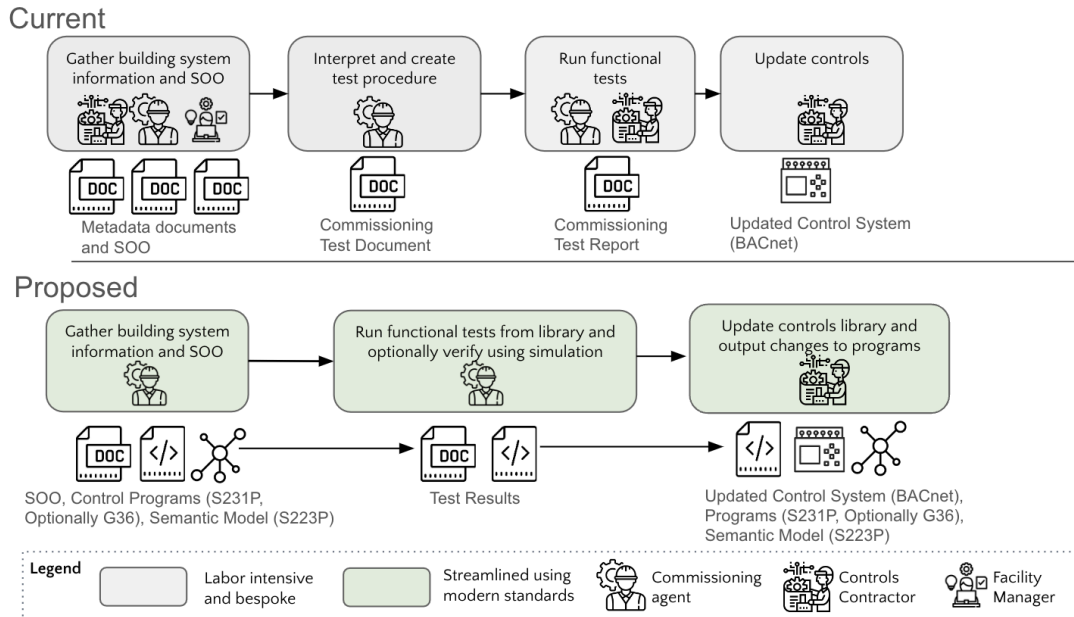 Current
Gather building system
information and SOO
Interpret and create
test procedure
Run functional
tests
Update controls
DOC
DOC
DOC
DOC
DOC
Metadata documents
and SOO
Commissioning
Test Document
Commissioning
Test Report
Updated Control System
(BACnet)
Proposed
Gather building system
information and SOO
Run functional tests from library and
optionally verify using simulation
Update controls library and
output changes to programs
DOC
</>
DOC
</>
</>
SOO, Control Programs (S231P,
Optionally G36), Semantic Model (S223P)
Test Results
Updated Control System (BACnet),
Programs (S231P, Optionally G36),
Semantic Model (S223P)
Legend
Labor intensive
and bespoke
Streamlined using
modern standards
Commissioning
agent
Controls
Contractor
Facility
Manager